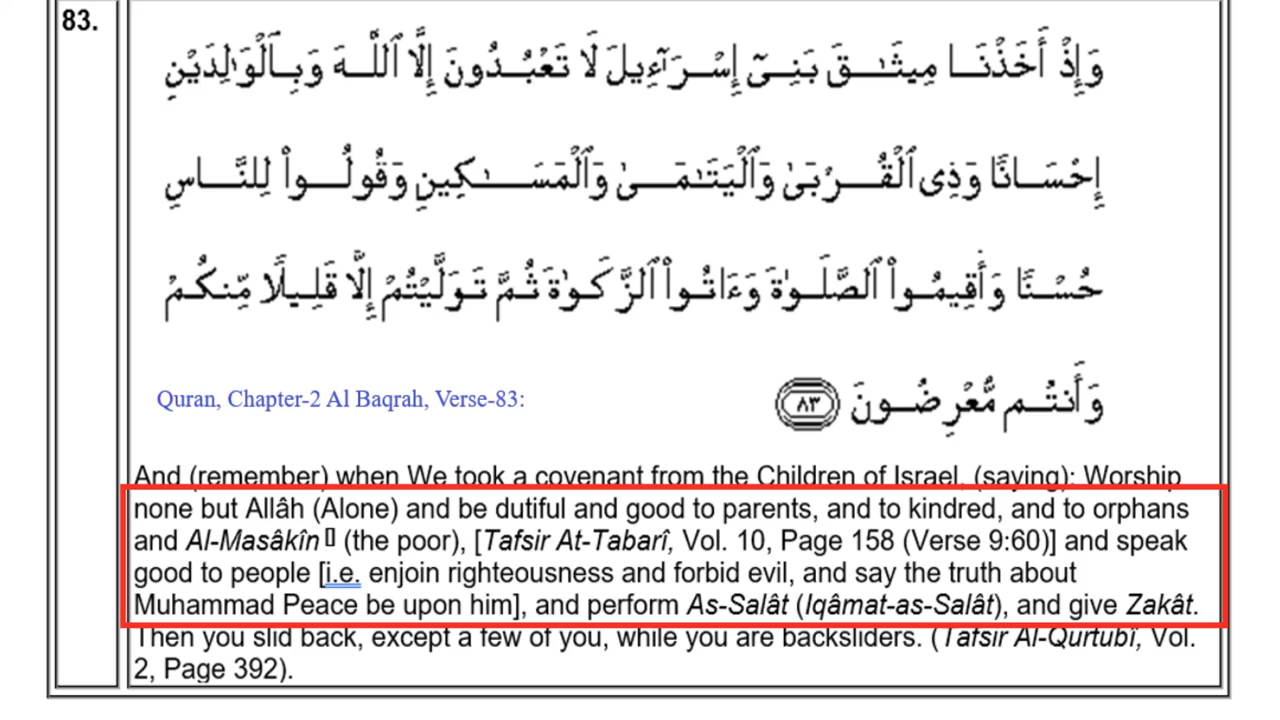 83.
وَإِذْ أَخَذْنَا مِيثَٰقَ بَنِىٓ إِسْرَٰٓءِيلَ لَا تَعْبُدُونَ إِلَّا ٱللَّهَ وَبِٱلْوَٰلِدَيْنِ
إِحْسَانًا وَذِى ٱلْقُرْبَىٰ وَٱلْيَتَٰمَىٰ وَٱلْمَسَٰكِينِ وَقُولُوا۟ لِلنَّاسِ
حُسْنًا وَأَقِيمُوا۟ ٱلصَّلَوٰةَ وَءَاتُوا۟ ٱلزَّكَوٰةَ ثُمَّ تَوَلَّيْتُمْ إِلَّا قَلِيلًا مِّنكُمْ
وَأَنتُم مُّعْرِضُونَ ٨٣
Quran, Chapter-2 Al Baqrah, Verse-83:
And (remember) when We took a covenant from the Children of Israel, (saying): Worship
none but Allâh (Alone) and be dutiful and good to parents, and to kindred, and to orphans
and Al-Masâkîn (the poor), [Tafsir At-Tabarî, Vol. 10, Page 158 (Verse 9:60)] and speak
good to people [i.e. enjoin righteousness and forbid evil, and say the truth about
Muhammad Peace be upon him], and perform As-Salât (Iqâmat-as-Salât), and give Zakât.
Then you slid back, except a few of you, while you are backsliders. (Tafsir Al-Qurtubî, Vol.
2, Page 392).